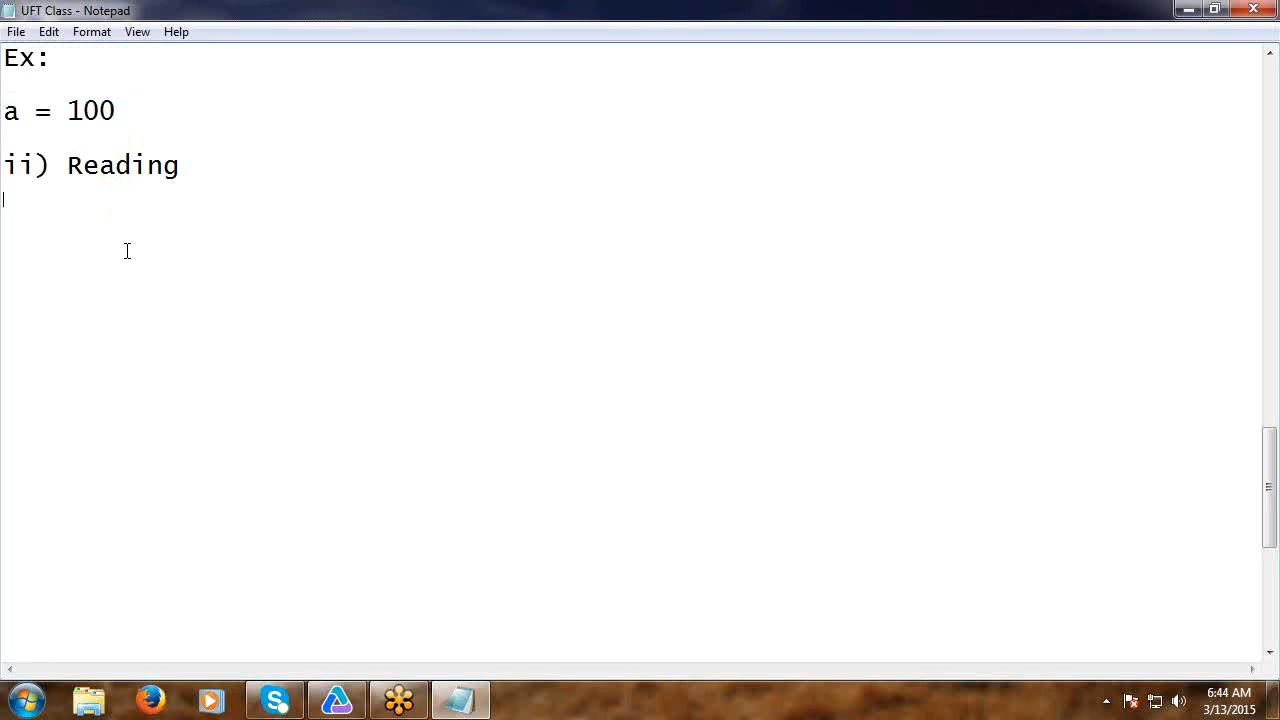 UFT Class - Notepad
File Edit Format View Help
Ex:
a = 100
ii) Reading
6:44 AM
3/13/2015